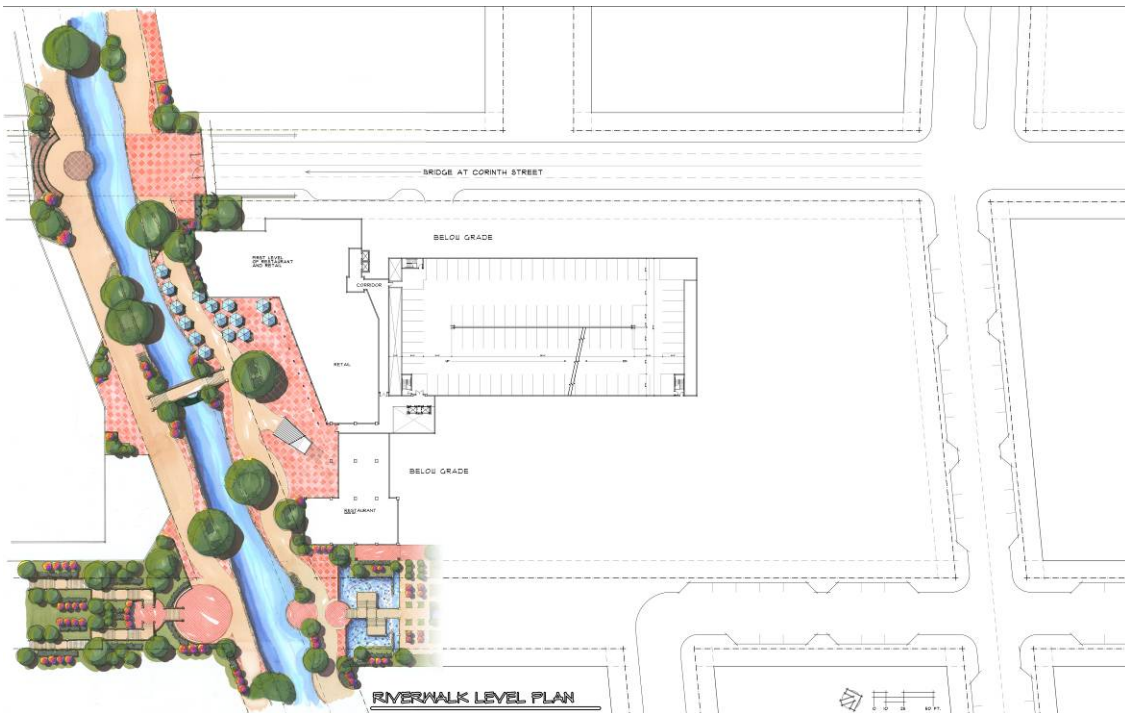 BRIDGE AT CORINTH STREET
BELOW GRADE
FIRST LEVEL
OF RESTAURANT
AND RETAIL
CORRIDOR
RETAIL
BELOW GRADE
RESTAURANT
RIVERWALK LEVEL PLAN